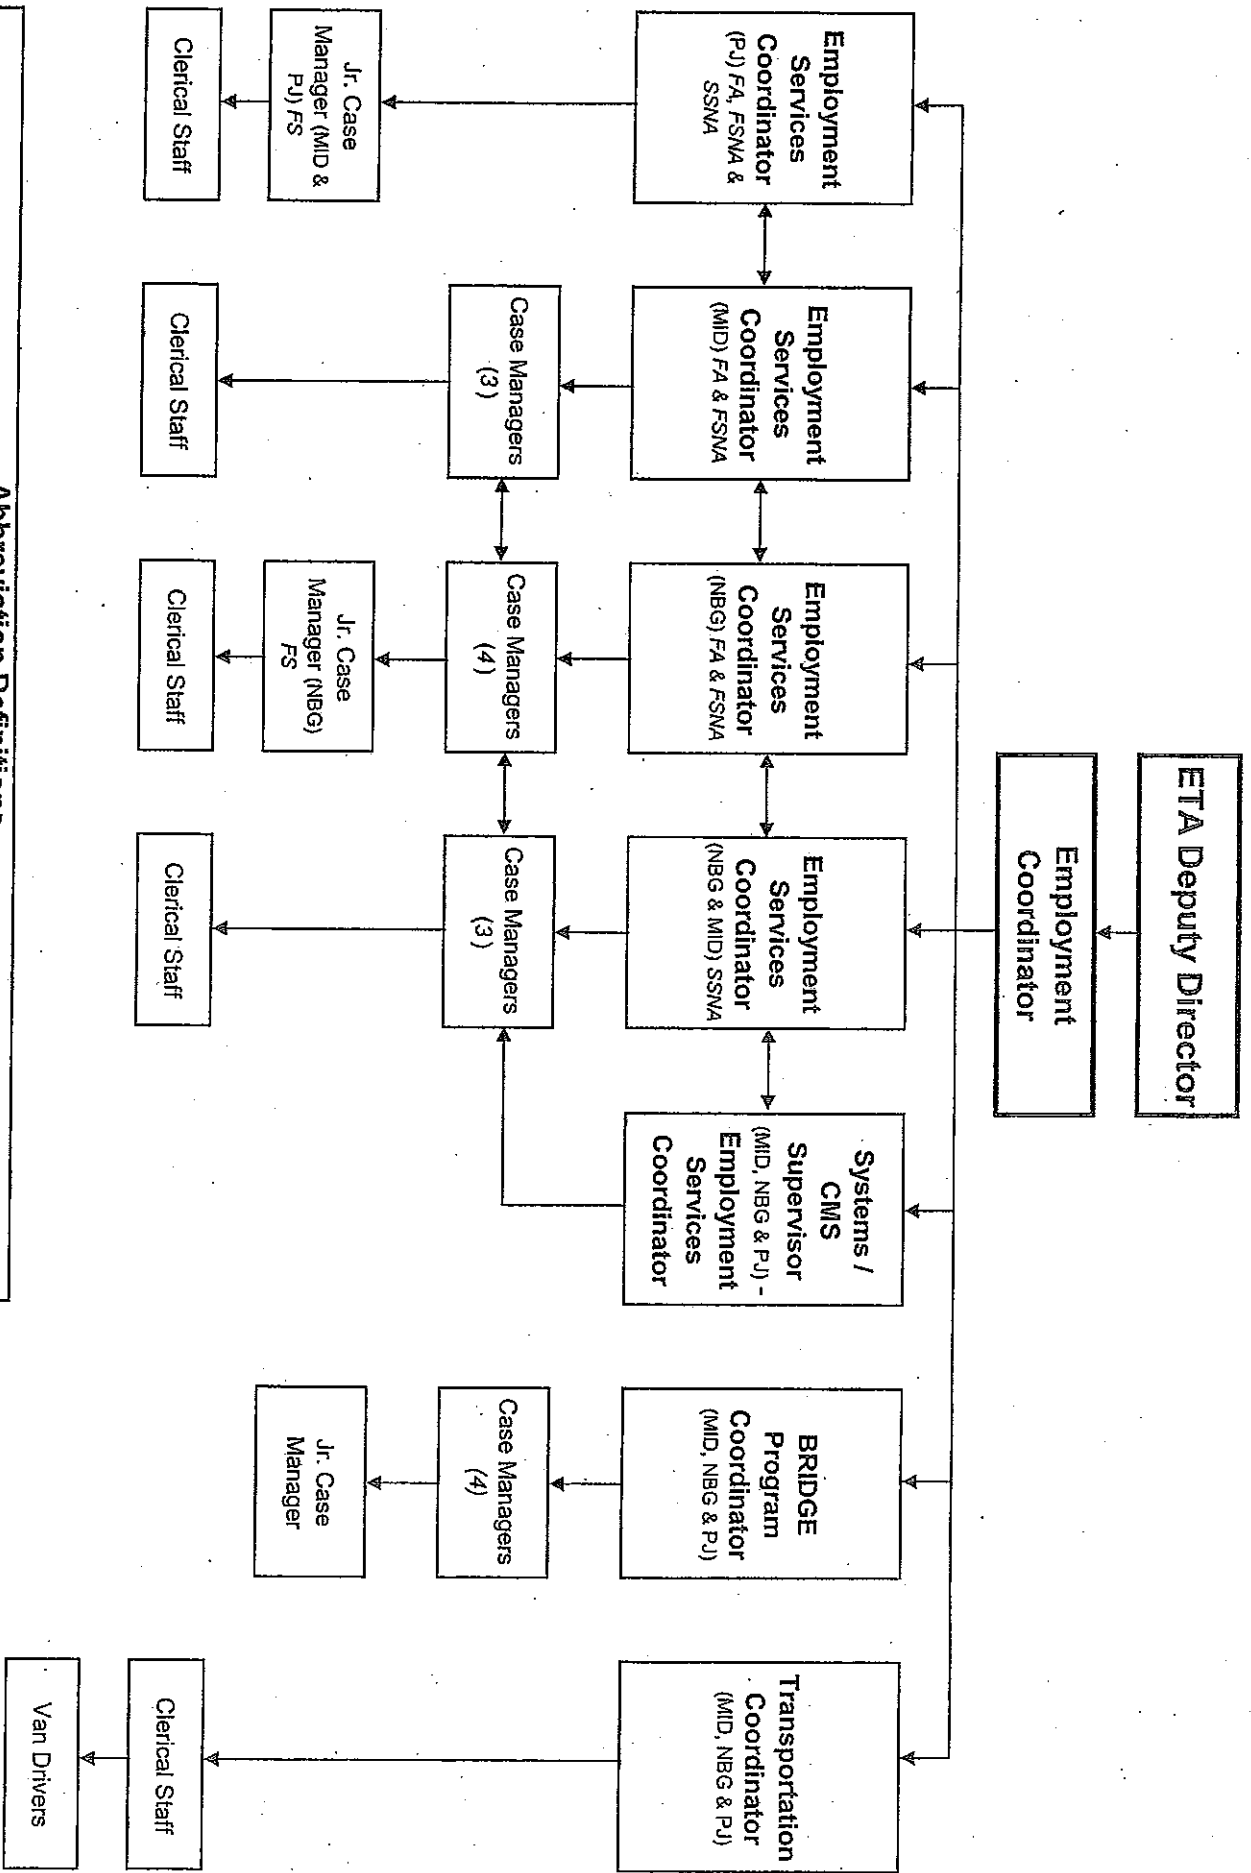 ETA Deputy Director
Employment
Coordinator
Employment
Services
Coordinator
(PJ) FA, FSNA &
SSNA
Employment
Services
Coordinator
(MID) FA & FSNA
Employment
Services
Coordinator
(NBG) FA & FSNA
Employment
Services
Coordinator
(NBG & MID) SSNA
Systems /
CMS
Supervisor
(MID, NBG & PJ) -
Employment
Services
Coordinator
BRIDGE
Program
Coordinator
(MID, NBG & PJ)
Transportation
Coordinator
(MID, NBG & PJ)
Case Managers
(3)
Case Managers
(4)
Case Managers
(3)
Case Managers
(4)
Jr. Case
Manager (MID &
PJ) FS
Jr. Case
Manager (NBG)
FS
Jr. Case
Manager
Clerical Staff
Clerical Staff
Clerical Staff
Clerical Staff
Clerical Staff
Van Drivers
Abbreviation Definitions